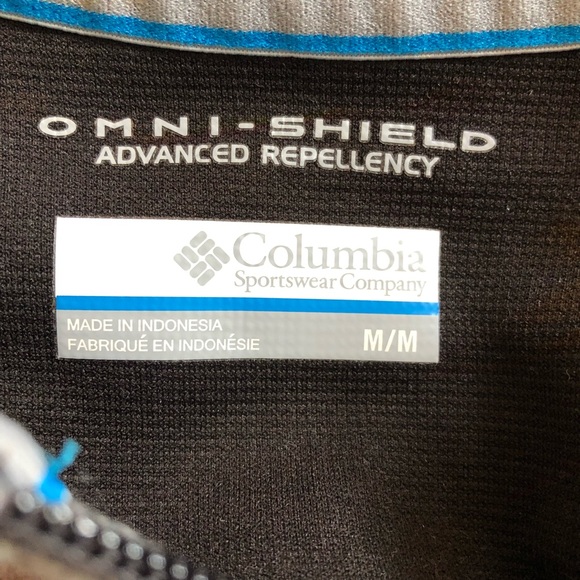 OMNI-SHIELD
ADVANCED REPELLENCY
Columbia
Sportswear Company
MADE IN INDONESIA
FABRIQUÉ EN INDONÉSIE
M/M